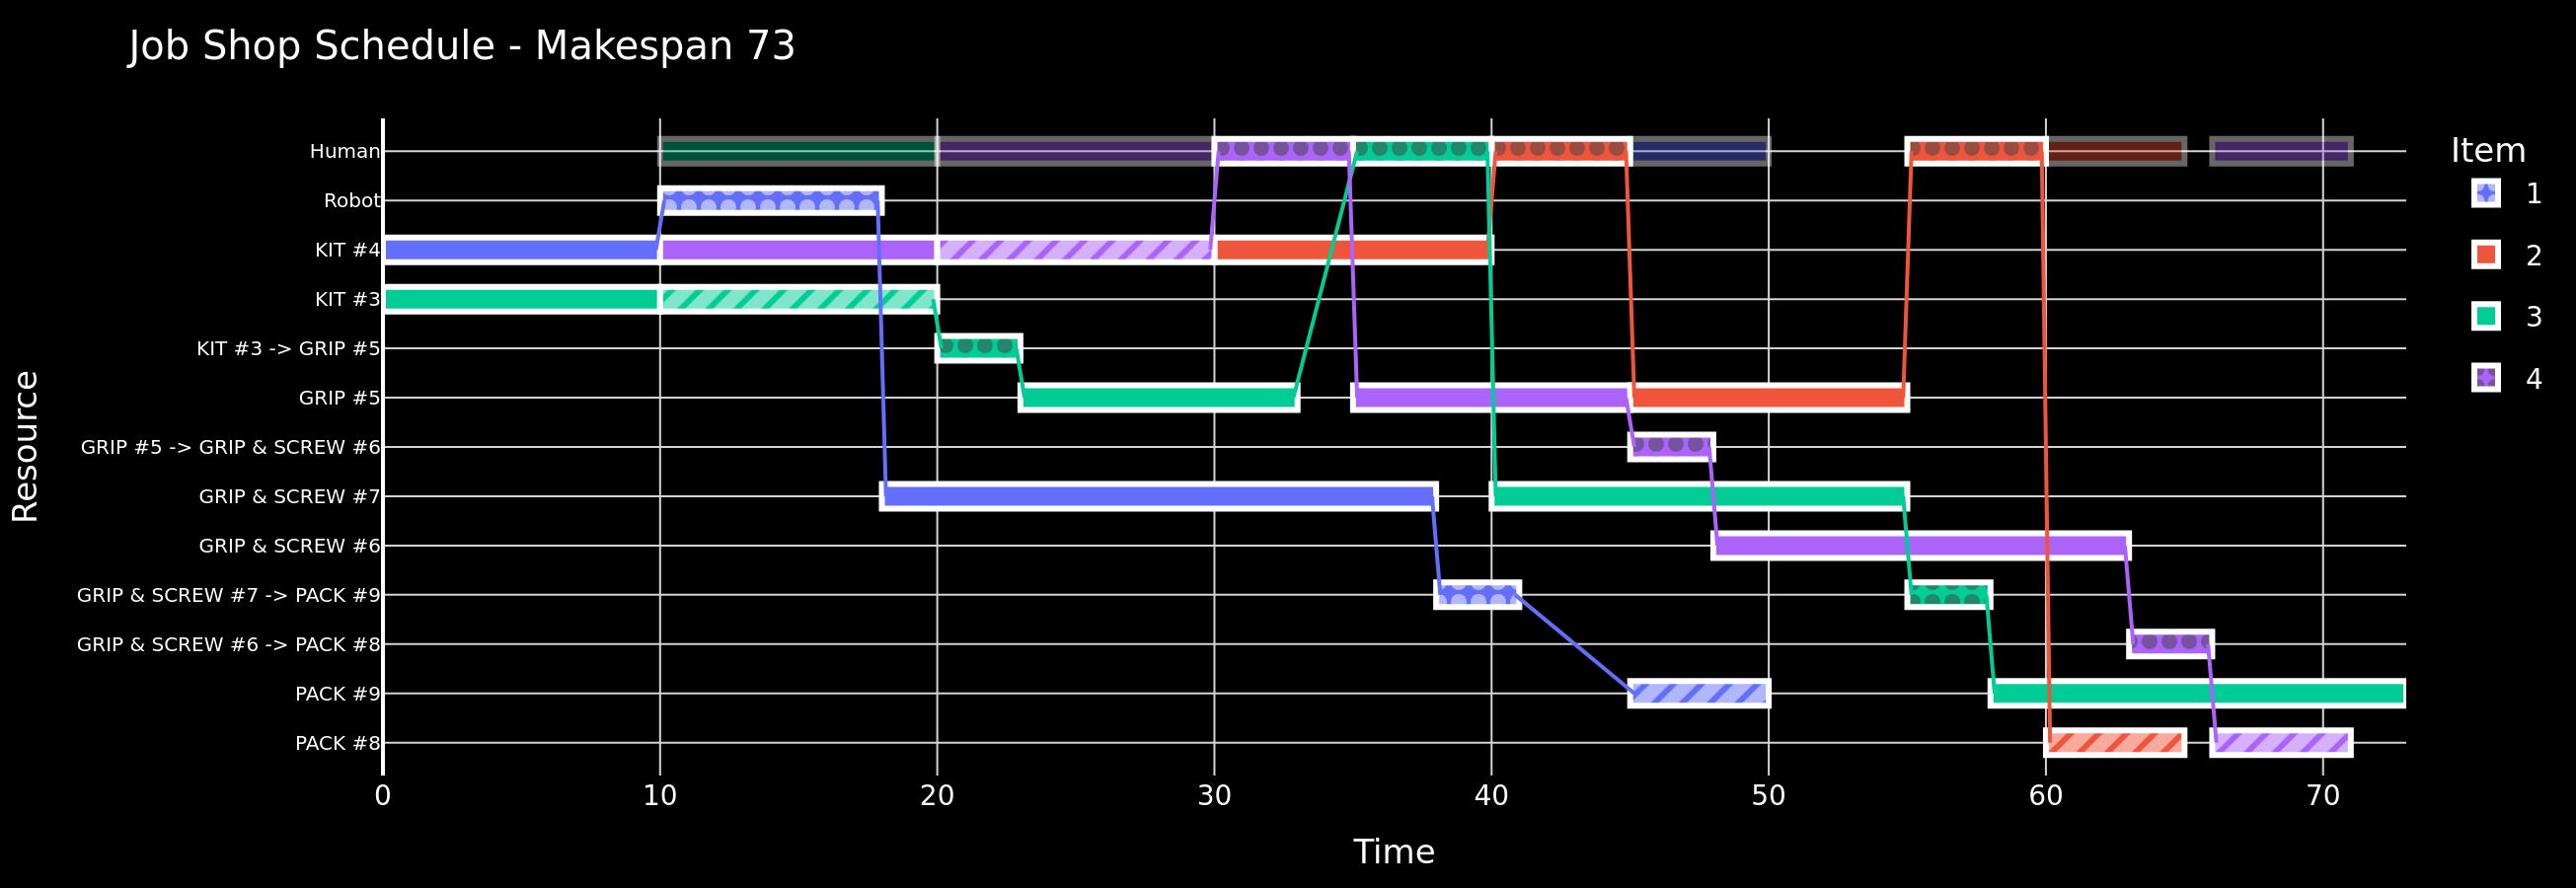 Job Shop Schedule - Makespan 73
Resource
Human
Robot
KIT #4
KIT #3
KIT #3 -> GRIP #5
GRIP #5
GRIP #5 -> GRIP & SCREW #6
GRIP & SCREW #7
GRIP & SCREW #6
GRIP & SCREW #7 -> PACK #9
GRIP & SCREW #6 -> PACK #8
PACK #9
PACK #8
0 10 20 30 40 50 60 70
Time
Item
1
2
3
4